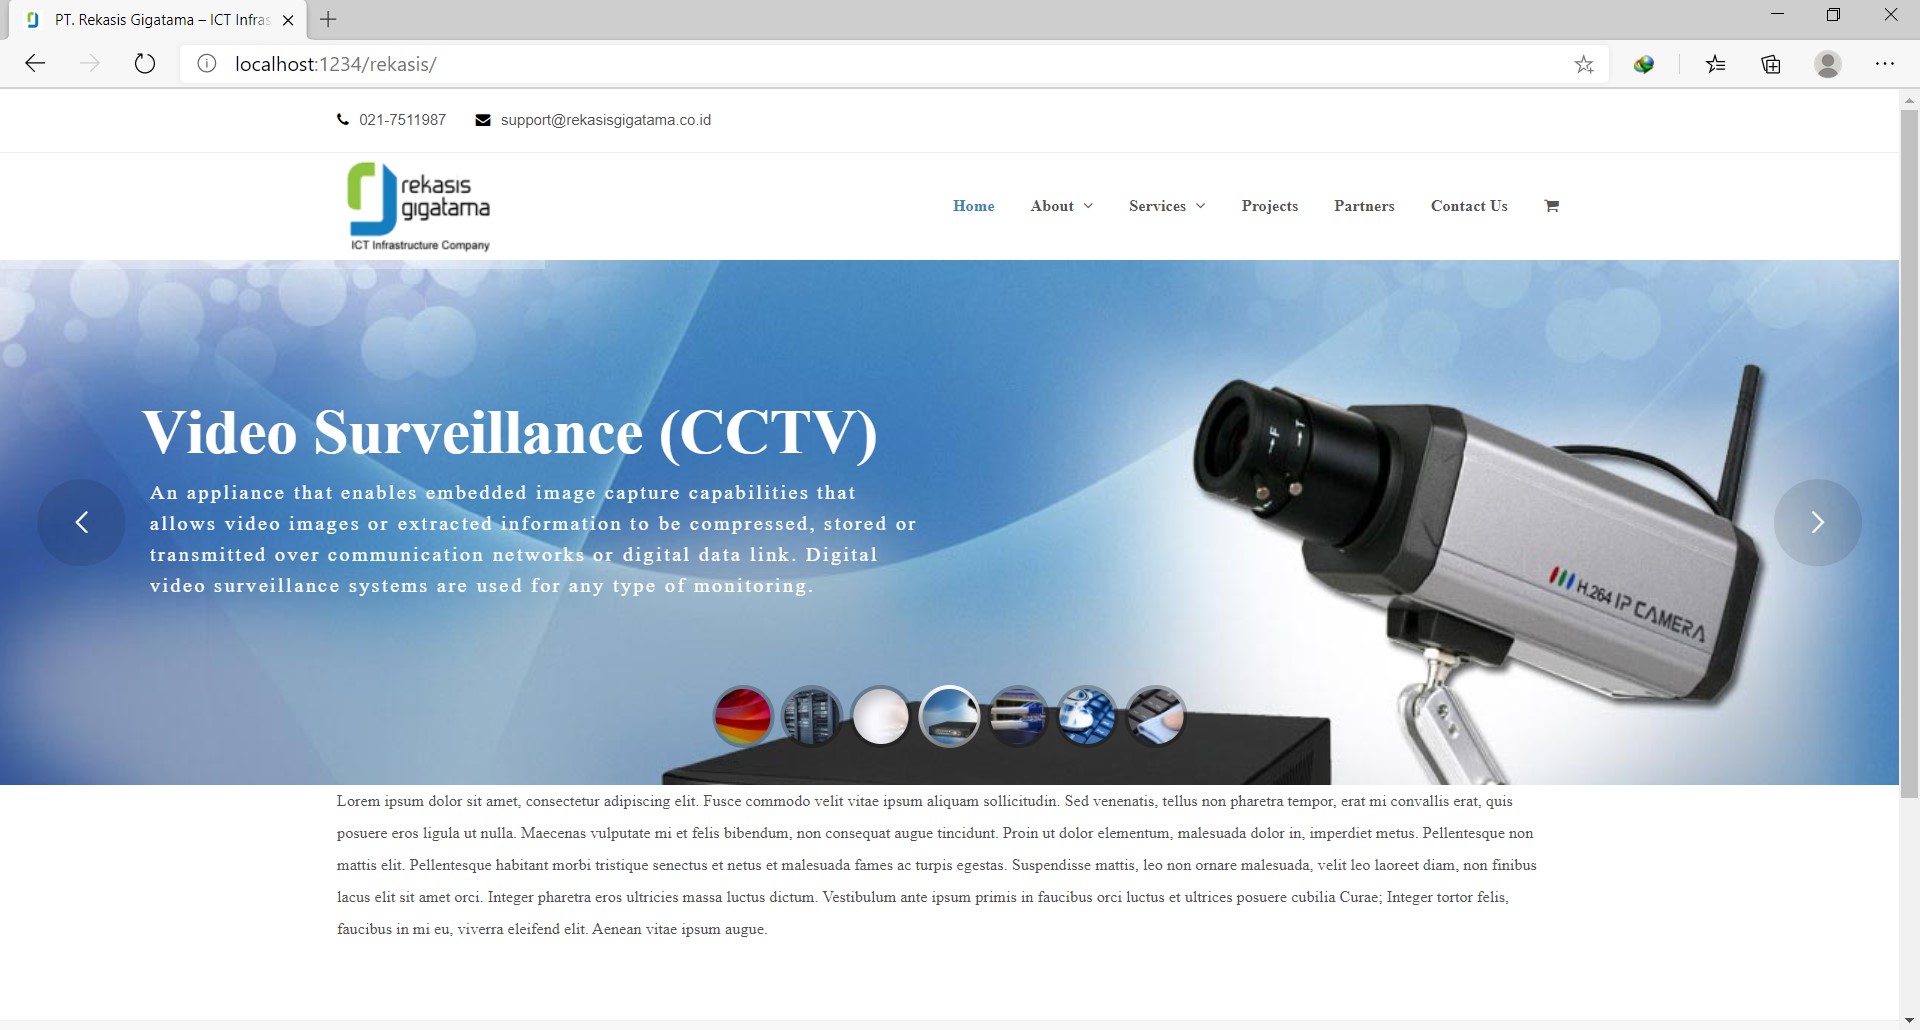 PT. Rekasis Gigatama – ICT Infras
localhost:1234/rekasis/
021-7511987 support@rekasisgigatama.co.id
rekasis
gigatama
ICT Infrastructure Company
Home About Services Projects Partners Contact Us
Video Surveillance (CCTV)
An appliance that enables embedded image capture capabilities that
allows video images or extracted information to be compressed, stored or
transmitted over communication networks or digital data link. Digital
video surveillance systems are used for any type of monitoring.
F
T
H.264 IP CAMERA
Lorem ipsum dolor sit amet, consectetur adipiscing elit. Fusce commodo velit vitae ipsum aliquam sollicitudin. Sed venenatis, tellus non pharetra tempor, erat mi convallis erat, quis
posuere eros ligula ut nulla. Maecenas vulputate mi et felis bibendum, non consequat augue tincidunt. Proin ut dolor elementum, malesuada dolor in, imperdiet metus. Pellentesque non
mattis elit. Pellentesque habitant morbi tristique senectus et netus et malesuada fames ac turpis egestas. Suspendisse mattis, leo non ornare malesuada, velit leo laoreet diam, non finibus
lacus elit sit amet orci. Integer pharetra eros ultricies massa luctus dictum. Vestibulum ante ipsum primis in faucibus orci luctus et ultrices posuere cubilia Curae; Integer tortor felis,
faucibus in mi eu, viverra eleifend elit. Aenean vitae ipsum augue.